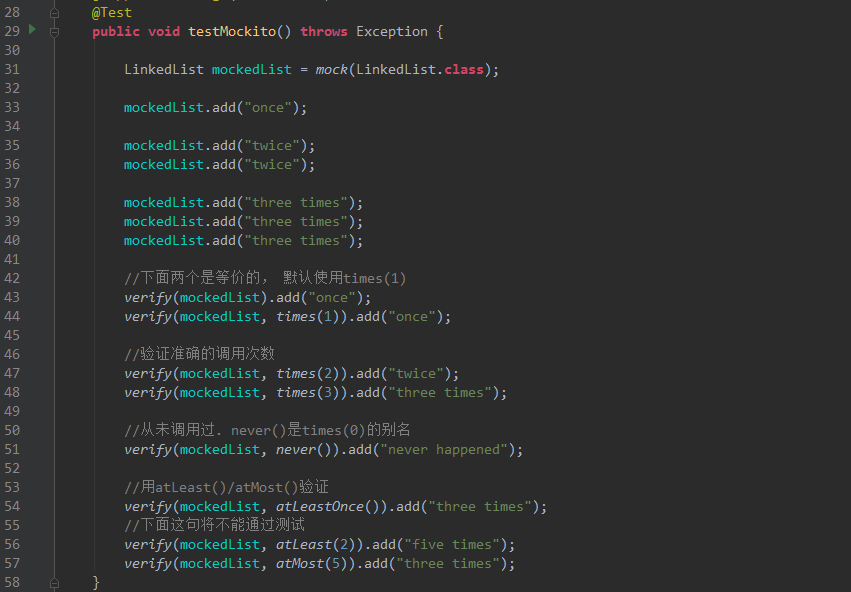 28 @Test
29 public void testMockito() throws Exception {
30
31 LinkedList mockedList = mock(LinkedList.class);
32
33 mockedList.add("once");
34
35 mockedList.add("twice");
36 mockedList.add("twice");
37
38 mockedList.add("three times");
39 mockedList.add("three times");
40 mockedList.add("three times");
41
42 //下面两个是等价的， 默认使用times(1)
43 verify(mockedList).add("once");
44 verify(mockedList, times(1)).add("once");
45
46 //验证准确的调用次数
47 verify(mockedList, times(2)).add("twice");
48 verify(mockedList, times(3)).add("three times");
49
50 //从未调用过. never()是times(0)的别名
51 verify(mockedList, never()).add("never happened");
52
53 //用atLeast()/atMost()验证
54 verify(mockedList, atLeastOnce()).add("three times");
55 //下面这句将不能通过测试
56 verify(mockedList, atLeast(2)).add("five times");
57 verify(mockedList, atMost(5)).add("three times");
58 }